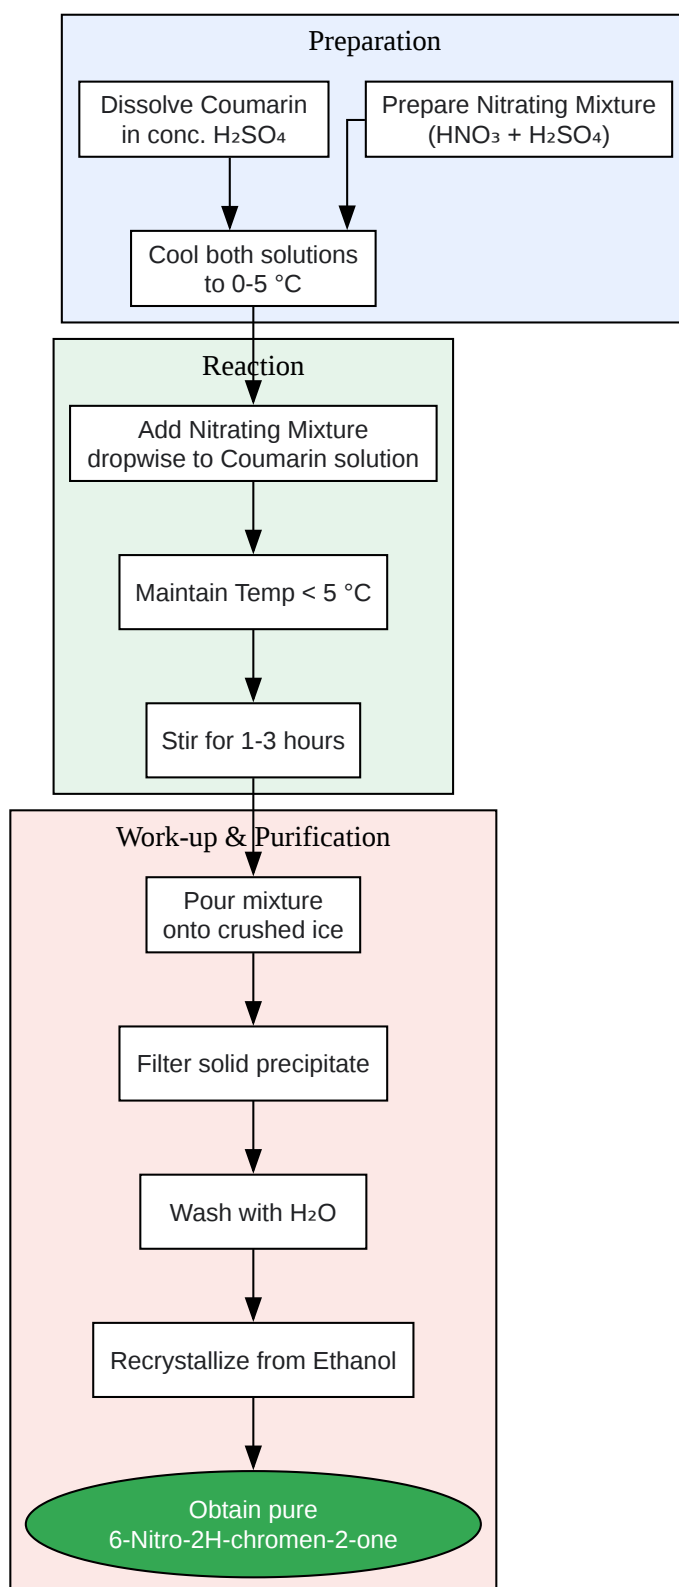 Preparation
Dissolve Coumarin
in conc. H₂SO₄
Prepare Nitrating Mixture
(HNO₃ + H₂SO₄)
Cool both solutions
to 0-5 °C
Reaction
Add Nitrating Mixture
dropwise to Coumarin solution
Maintain Temp < 5 °C
Stir for 1-3 hours
Work-up & Purification
Pour mixture
onto crushed ice
Filter solid precipitate
Wash with H₂O
Recrystallize from Ethanol
Obtain pure
6-Nitro-2H-chromen-2-one